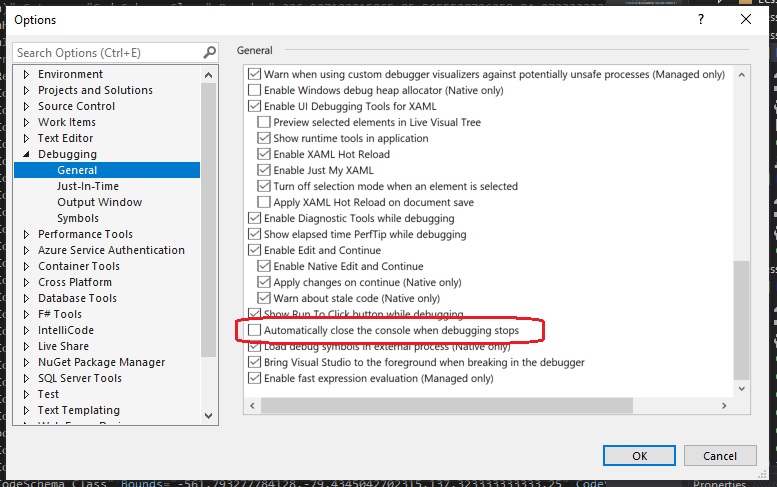 Options
?
Search Options (Ctrl+E)
Environment
Projects and Solutions
Source Control
Work Items
Text Editor
Debugging
General
Just-In-Time
Output Window
Symbols
Performance Tools
Azure Service Authentication
Container Tools
Cross Platform
Database Tools
F# Tools
IntelliCode
Live Share
NuGet Package Manager
SQL Server Tools
Test
Text Templating
General
Warn when using custom debugger visualizers against potentially unsafe processes (Managed only)
Enable Windows debug heap allocator (Native only)
Enable UI Debugging Tools for XAML
Preview selected elements in Live Visual Tree
Show runtime tools in application
Enable XAML Hot Reload
Enable Just My XAML
Turn off selection mode when an element is selected
Apply XAML Hot Reload on document save
Enable Diagnostic Tools while debugging
Show elapsed time PerfTip while debugging
Enable Edit and Continue
Enable Native Edit and Continue
Apply changes on continue (Native only)
Warn about stale code (Native only)
Show Run To Click button while debugging
Automatically close the console when debugging stops
Load debug symbols in external process (Native only)
Bring Visual Studio to the foreground when breaking in the debugger
Enable fast expression evaluation (Managed only)
OK
Cancel